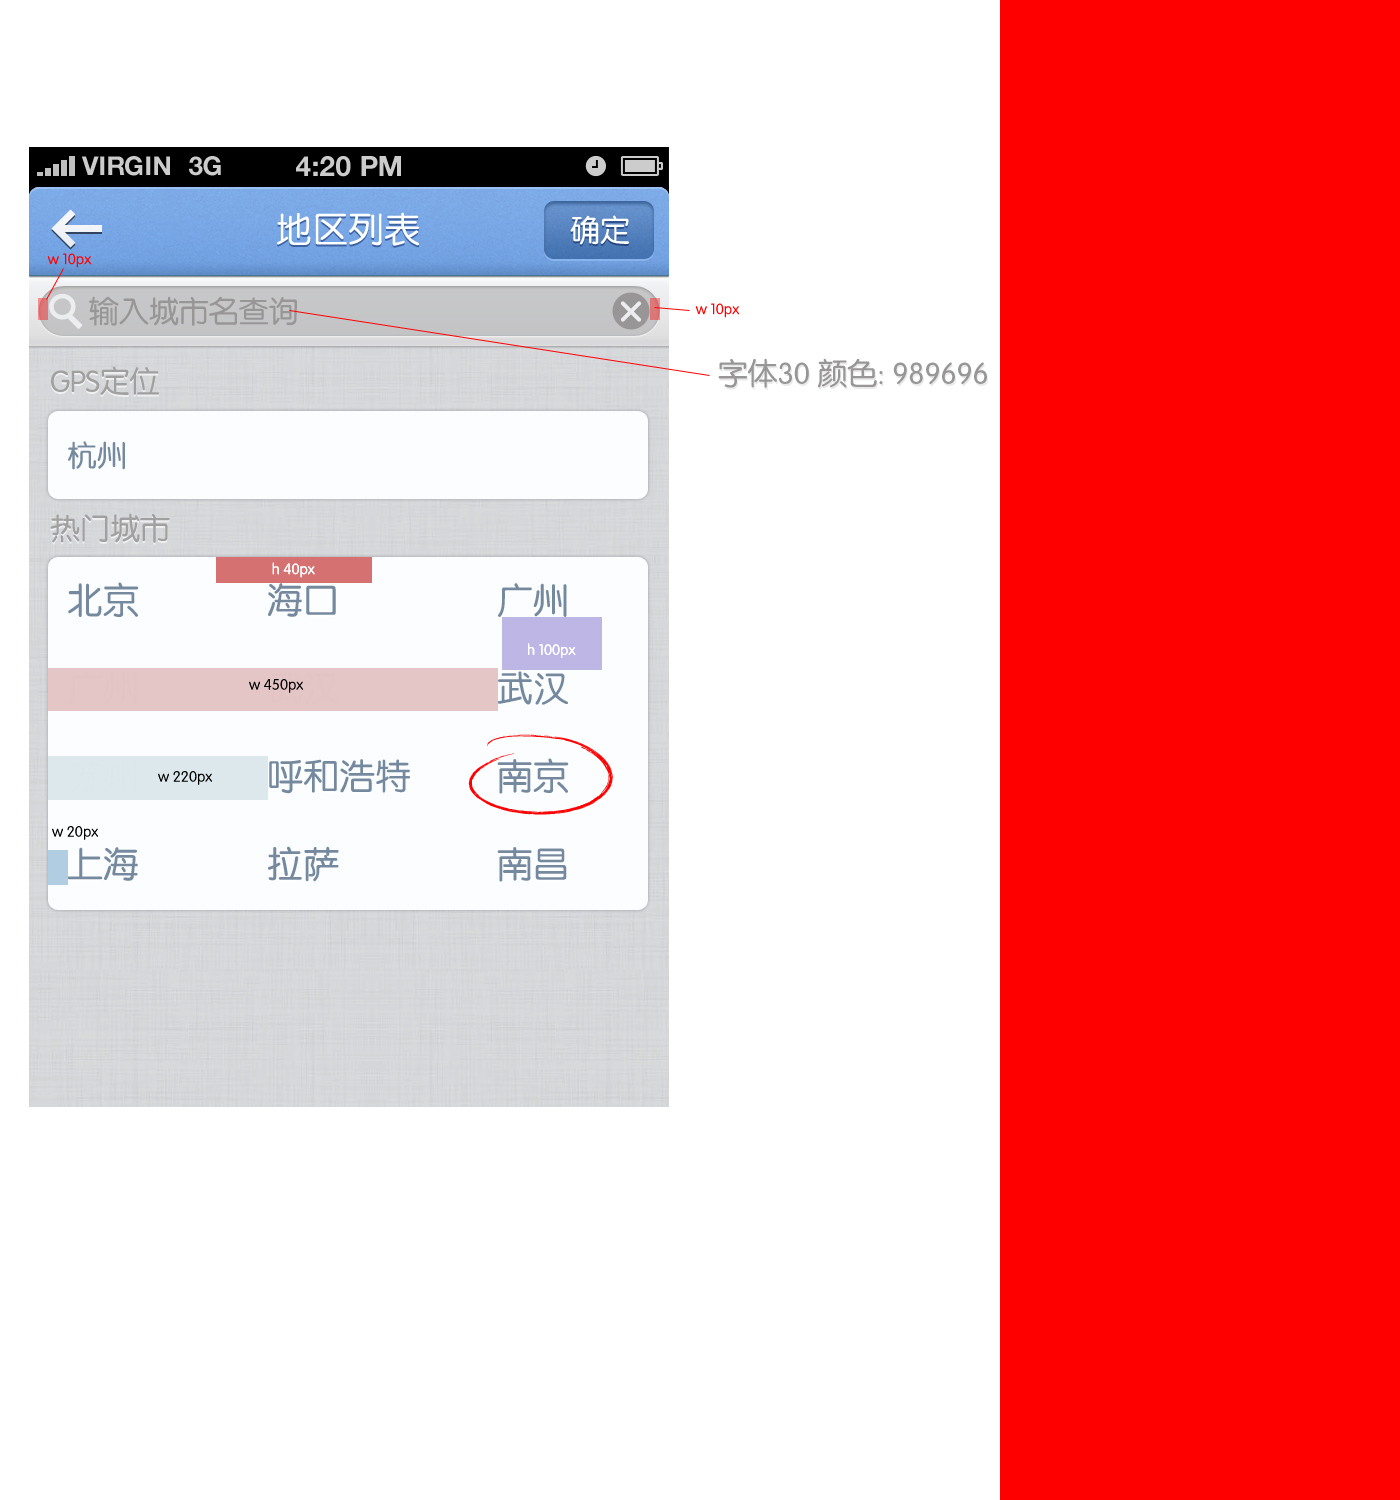 VIRGIN 3G 4:20 PM
地区列表
确定
w 10px
输入城市名查询
w 10px
字体30 颜色: 989696
GPS定位
杭州
热门城市
h 40px
北京 海口 广州
h 100px
w 450px
武汉
w 220px
呼和浩特 南京
w 20px
上海 拉萨 南昌